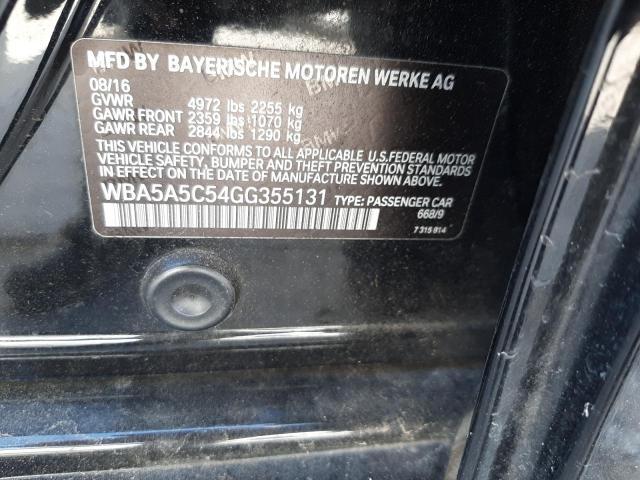 MFD BY BAYERISCHE MOTOREN WERKE AG
08/16
GVWR 4972 lbs 2255 kg
GAWR FRONT 2359 lbs 1070 kg
GAWR REAR 2844 lbs 1290 kg
THIS VEHICLE CONFORMS TO ALL APPLICABLE U.S.FEDERAL MOTOR
VEHICLE SAFETY, BUMPER AND THEFT PREVENTION STANDARDS
IN EFFECT ON THE DATE OF MANUFACTURE SHOWN ABOVE.
WBA5A5C54GG355131 TYPE: PASSENGER CAR
668/9
7 315 814